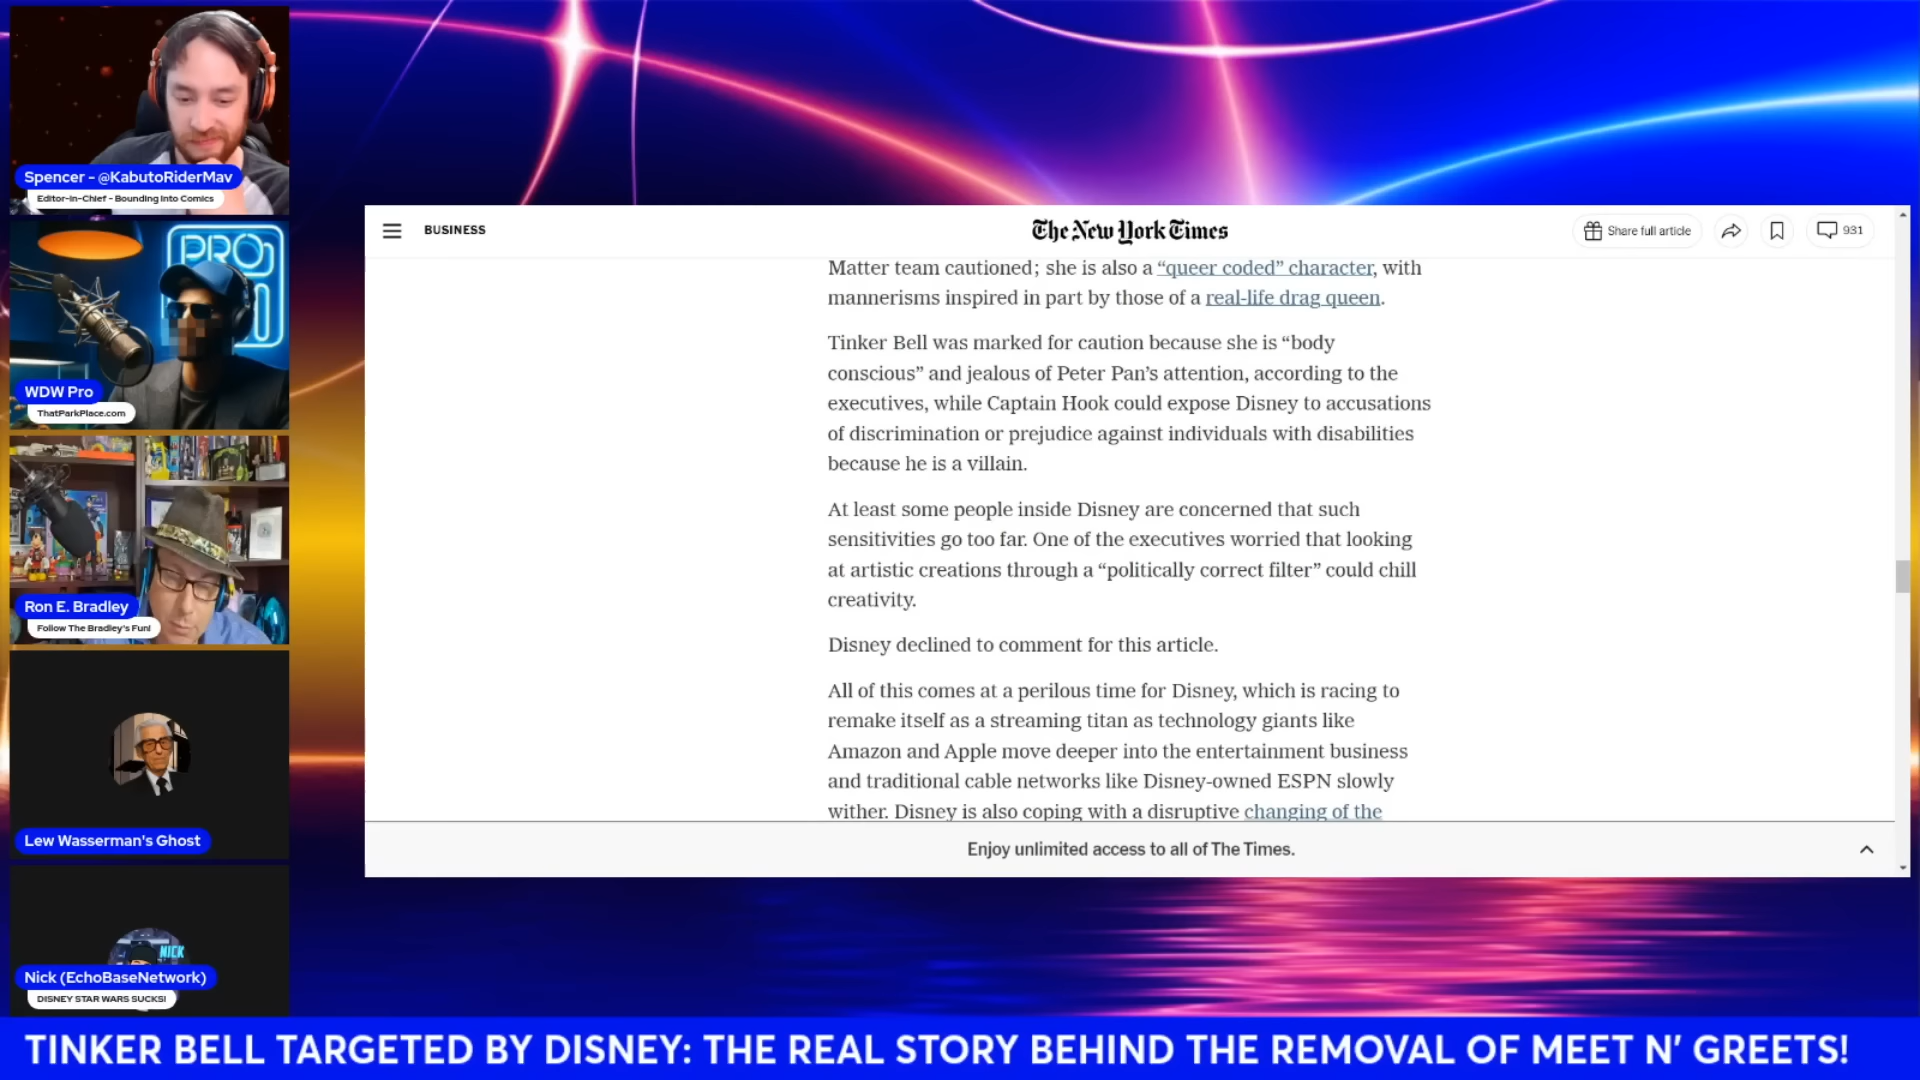 Spencer - @KabutoRiderMav
Editor-in-Chief - Bounding Into Comics
PRO
WDW Pro
ThatParkPlace.com
Ron E. Bradley
Follow The Bradley's Fun!
Lew Wasserman's Ghost
NICK
Nick (EchoBaseNetwork)
DISNEY STAR WARS SUCKS!
BUSINESS
The New York Times
Share full article
931
Matter team cautioned; she is also a “queer coded” character, with
mannerisms inspired in part by those of a real-life drag queen.
Tinker Bell was marked for caution because she is “body
conscious” and jealous of Peter Pan’s attention, according to the
executives, while Captain Hook could expose Disney to accusations
of discrimination or prejudice against individuals with disabilities
because he is a villain.
At least some people inside Disney are concerned that such
sensitivities go too far. One of the executives worried that looking
at artistic creations through a “politically correct filter” could chill
creativity.
Disney declined to comment for this article.
All of this comes at a perilous time for Disney, which is racing to
remake itself as a streaming titan as technology giants like
Amazon and Apple move deeper into the entertainment business
and traditional cable networks like Disney-owned ESPN slowly
wither. Disney is also coping with a disruptive changing of the
Enjoy unlimited access to all of The Times.
TINKER BELL TARGETED BY DISNEY: THE REAL STORY BEHIND THE REMOVAL OF MEET N' GREETS!